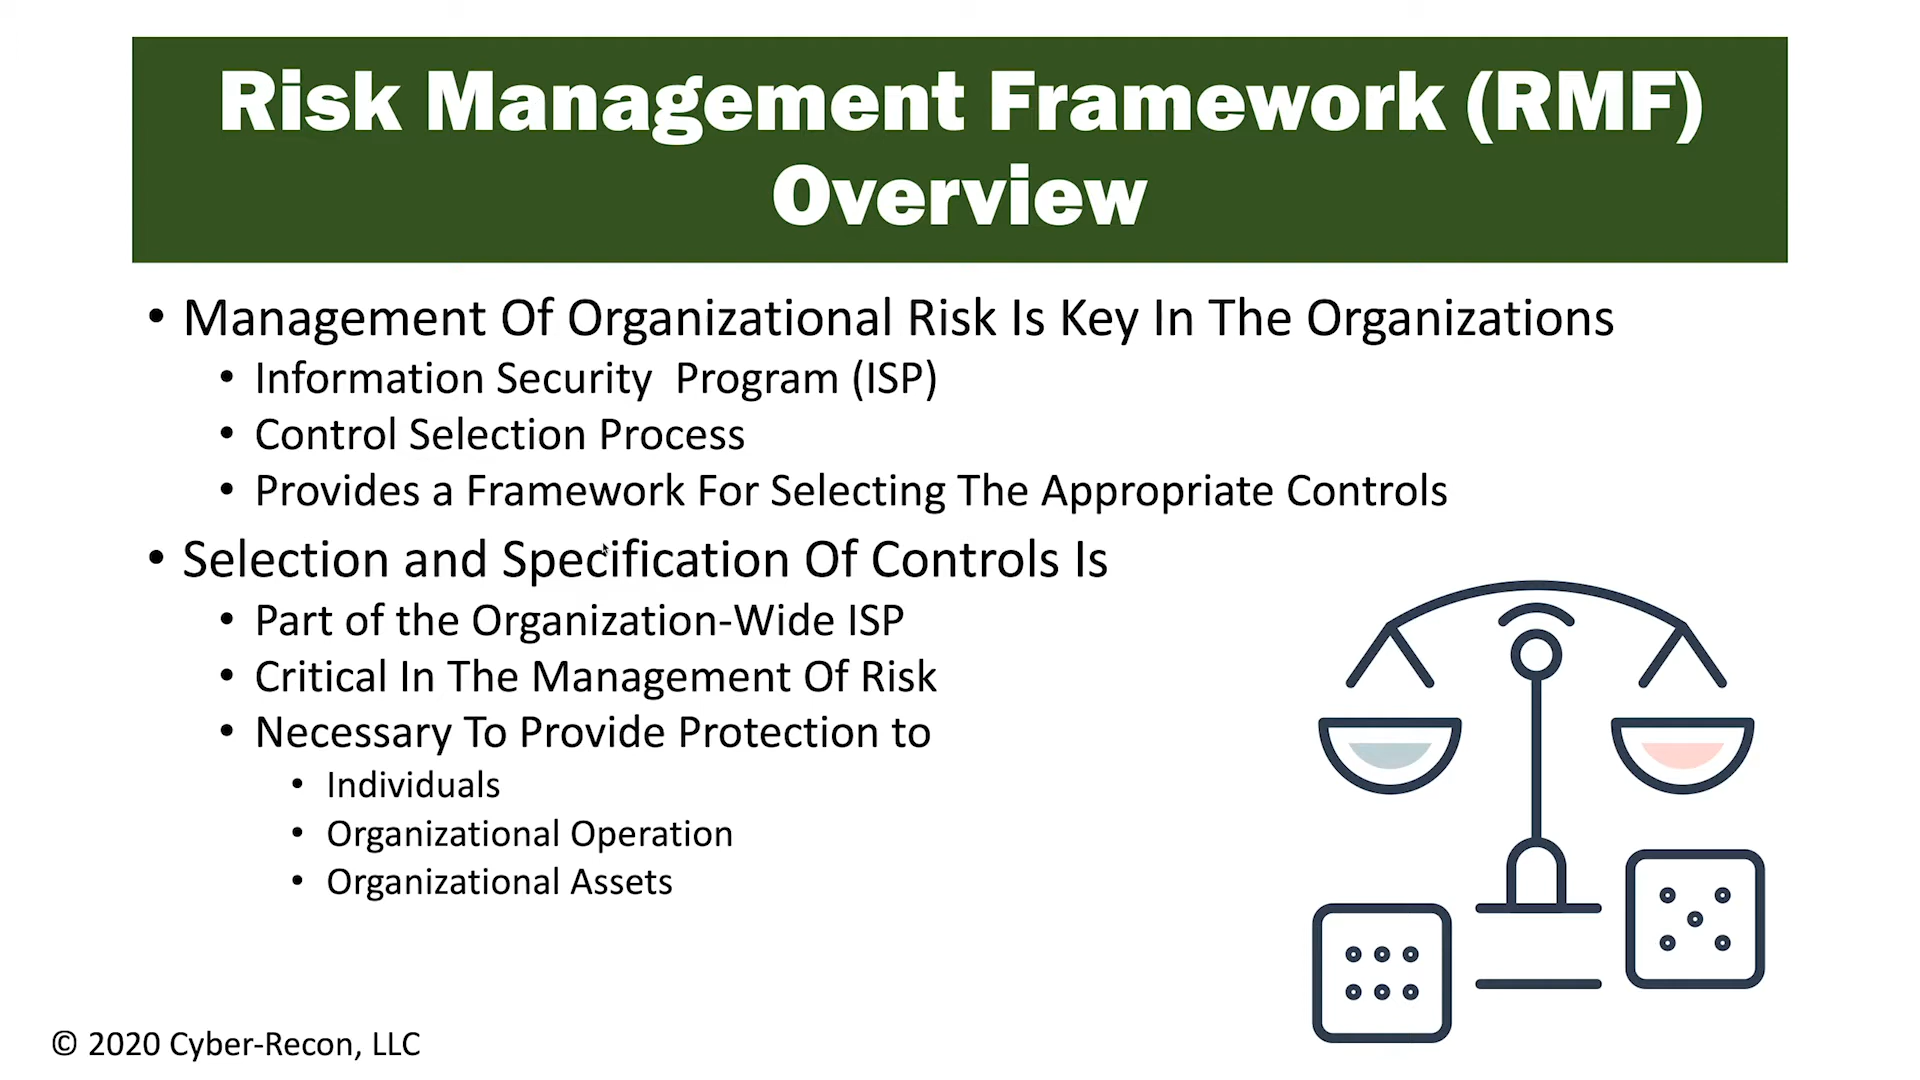 Risk Management Framework (RMF)
Overview
• Management Of Organizational Risk Is Key In The Organizations
• Information Security  Program (ISP)
• Control Selection Process
• Provides a Framework For Selecting The Appropriate Controls
• Selection and Specification Of Controls Is
• Part of the Organization-Wide ISP
• Critical In The Management Of Risk
• Necessary To Provide Protection to
• Individuals
• Organizational Operation
• Organizational Assets
© 2020 Cyber-Recon, LLC